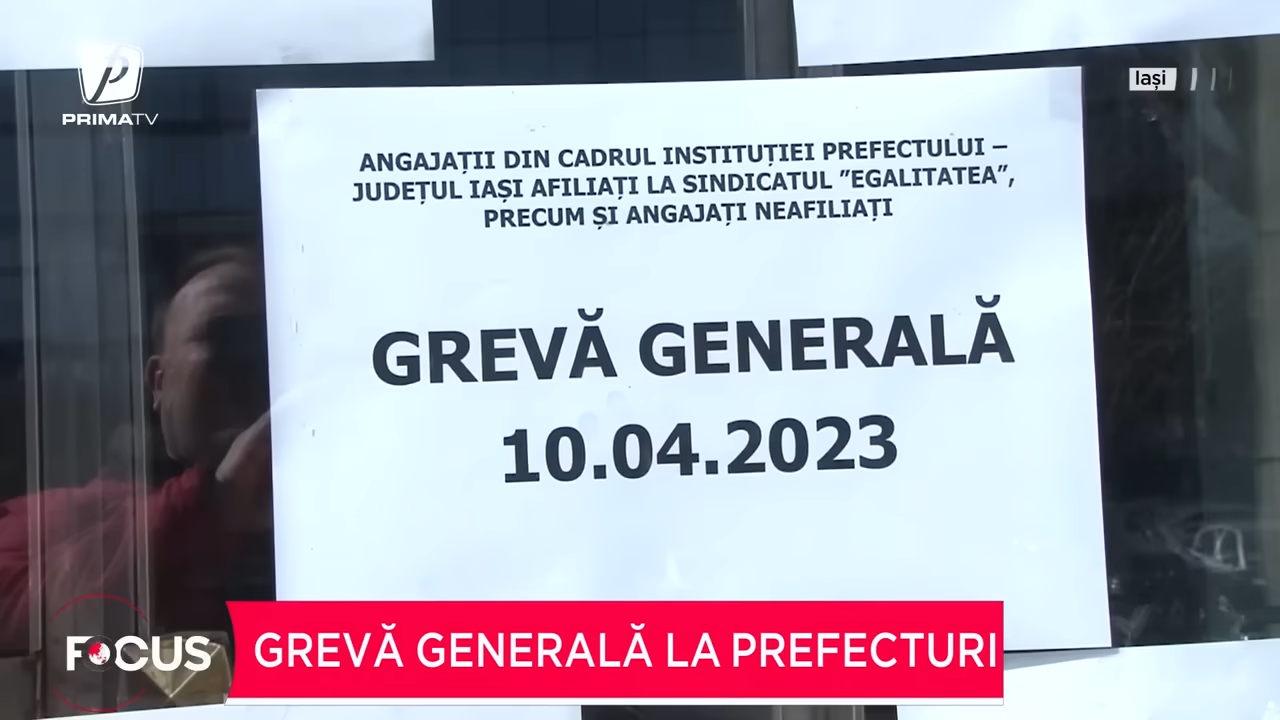 PRIMATV
Iași
ANGAJAȚII DIN CADRUL INSTITUȚIEI PREFECTULUI –
JUDEȚUL IAȘI AFILIAȚI LA SINDICATUL ”EGALITATEA”,
PRECUM ȘI ANGAJAȚI NEAFILIAȚI
GREVĂ GENERALĂ
10.04.2023
FOCUS
GREVĂ GENERALĂ LA PREFECTURI